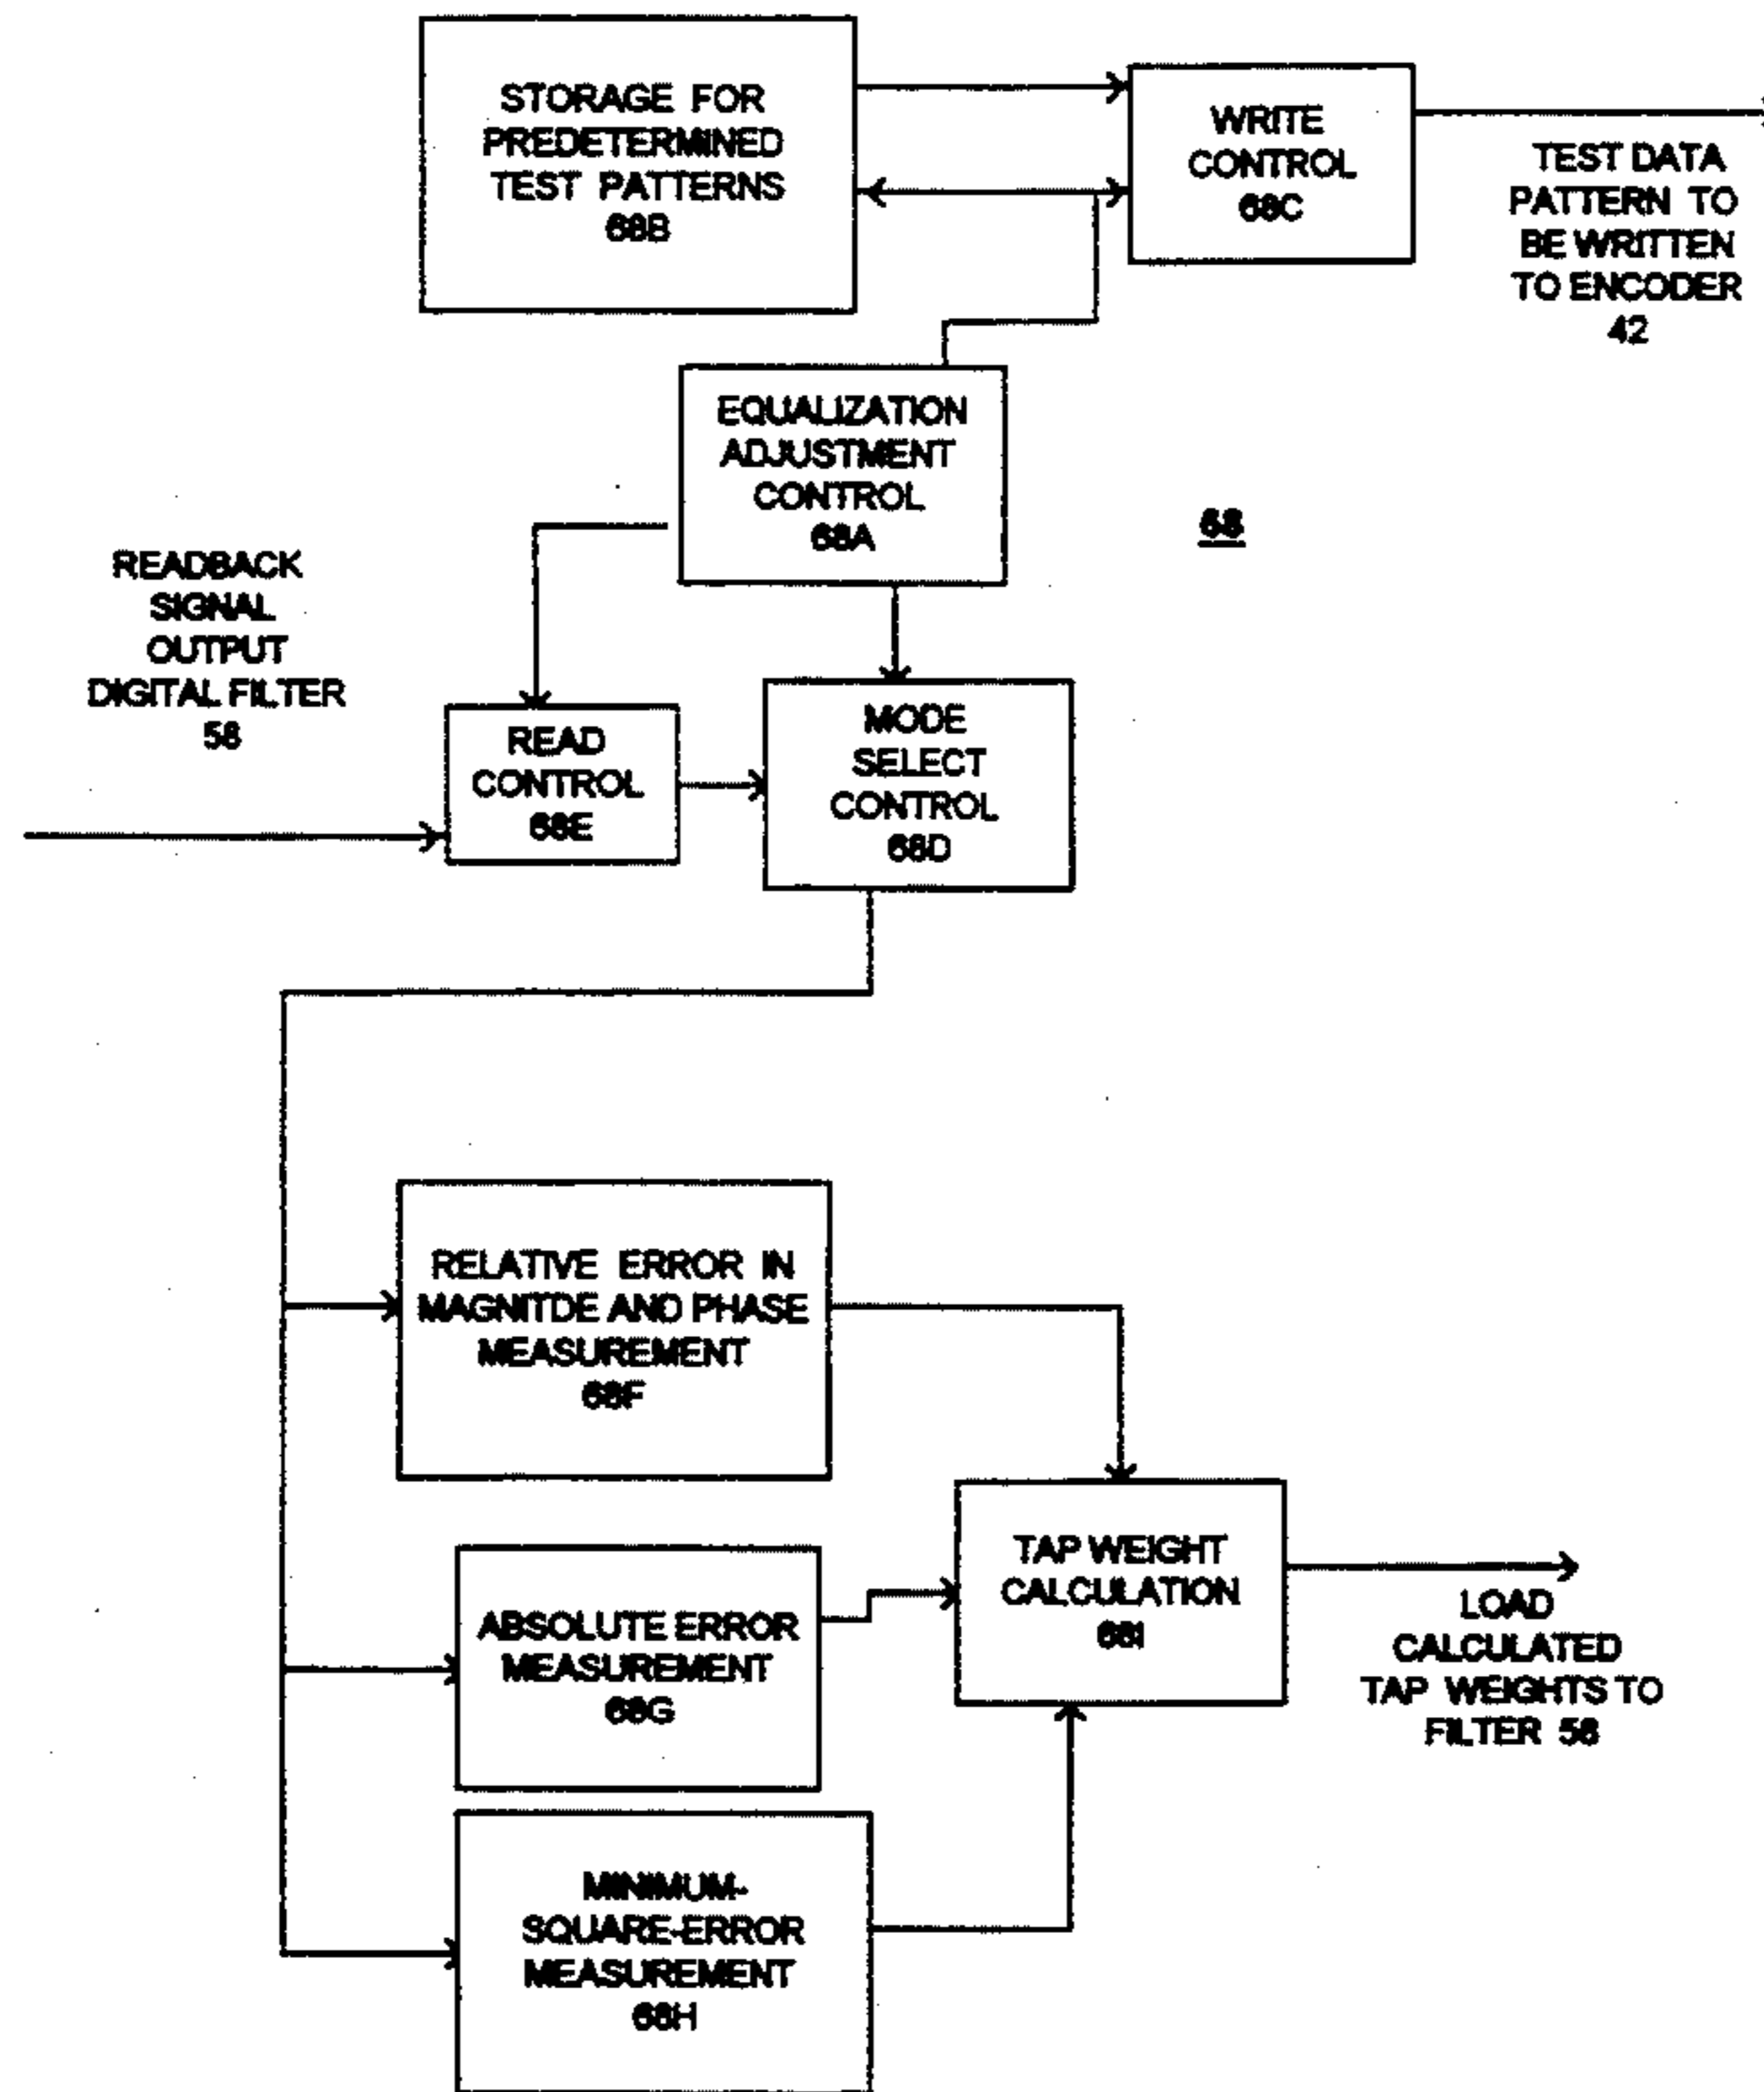 STORAGE FOR
PREDETERMINED
TEST PATTERNS
68B
WRITE
CONTROL
68C
TEST DATA
PATTERN TO
BE WRITTEN
TO ENCODER
42
EQUALIZATION
ADJUSTMENT
CONTROL
68A
68
READBACK
SIGNAL
OUTPUT
DIGITAL FILTER
58
READ
CONTROL
68E
MODE
SELECT
CONTROL
68D
RELATIVE ERROR IN
MAGNITDE AND PHASE
MEASUREMENT
68F
ABSOLUTE ERROR
MEASUREMENT
68G
TAP WEIGHT
CALCULATION
68I
LOAD
CALCULATED
TAP WEIGHTS TO
FILTER 58
MINIMUM-
SQUARE-ERROR
MEASUREMENT
68H